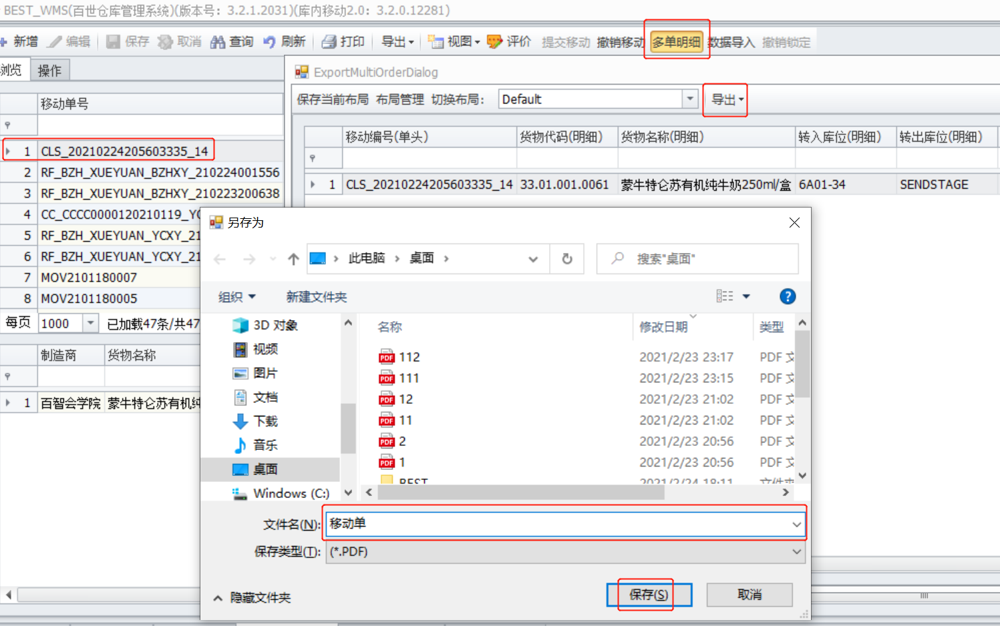 BEST_WMS(百世仓库管理系统)(版本号：3.2.1.2031)(库内移动2.0：3.2.0.12281)
新增 编辑 保存 取消 查询 刷新 打印 导出 视图 评价 提交移动 撤销移动 多单明细 数据导入 撤销锁定
浏览 操作
ExportMultiOrderDialog
保存当前布局 布局管理 切换布局： Default 导出
移动单号
移动编号(单头) 货物代码(明细) 货物名称(明细) 转入库位(明细) 转出库位(明细)
1 CLS_20210224205603335_14
2 RF_BZH_XUEYUAN_BZHXY_210224001556
3 RF_BZH_XUEYUAN_BZHXY_210223200638
4 CC_CCCC0000120210119_YC
5 RF_BZH_XUEYUAN_YCXY_21
6 RF_BZH_XUEYUAN_YCXY_21
7 MOV2101180007
8 MOV2101180005
1 CLS_20210224205603335_14 33.01.001.0061 蒙牛特仑苏有机纯牛奶250ml/盒 6A01-34 SENDSTAGE
每页 1000 已加载47条/共47
制造商 货物名称
1 百智会学院 蒙牛特仑苏有机纯
另存为
此电脑 桌面
搜索"桌面"
组织 新建文件夹
3D 对象
视频
图片
文档
下载
音乐
桌面
Windows (C:)
名称 修改日期 类型
PDF 112 2021/2/23 23:17 PDF 文
PDF 111 2021/2/23 23:15 PDF 文
PDF 12 2021/2/23 21:02 PDF 文
PDF 11 2021/2/23 21:02 PDF 文
PDF 2 2021/2/23 20:56 PDF 文
PDF 1 2021/2/23 20:56 PDF 文
BEST 2021/2/24 18:11 文件夹
文件名(N): 移动单
保存类型(T): (*.PDF)
隐藏文件夹
保存(S) 取消